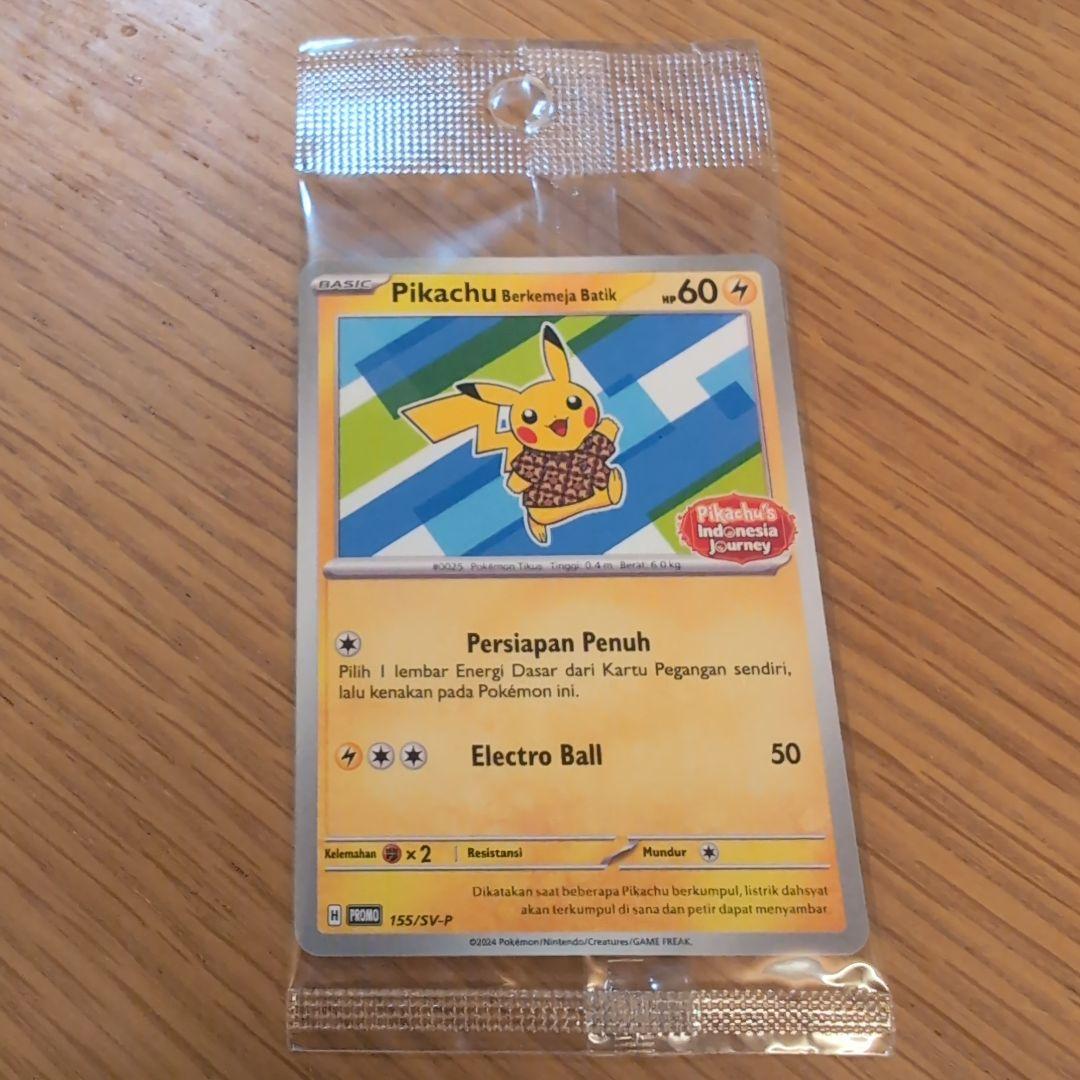 BASIC Pikachu Berkemeja Batik HP 60
Pikachu's
Indonesia
Journey
#0025 Pokémon Tikus Tinggi: 0.4 m Berat: 6.0 kg
Persiapan Penuh
Pilih 1 lembar Energi Dasar dari Kartu Pegangan sendiri,
lalu kenakan pada Pokémon ini.
Electro Ball 50
Kelemahan ×2 Resistansi Mundur
Dikatakan saat beberapa Pikachu berkumpul, listrik dahsyat
akan terkumpul di sana dan petir dapat menyambar.
H PROMO 155/SV-P
©2024 Pokémon/Nintendo/Creatures/GAME FREAK.